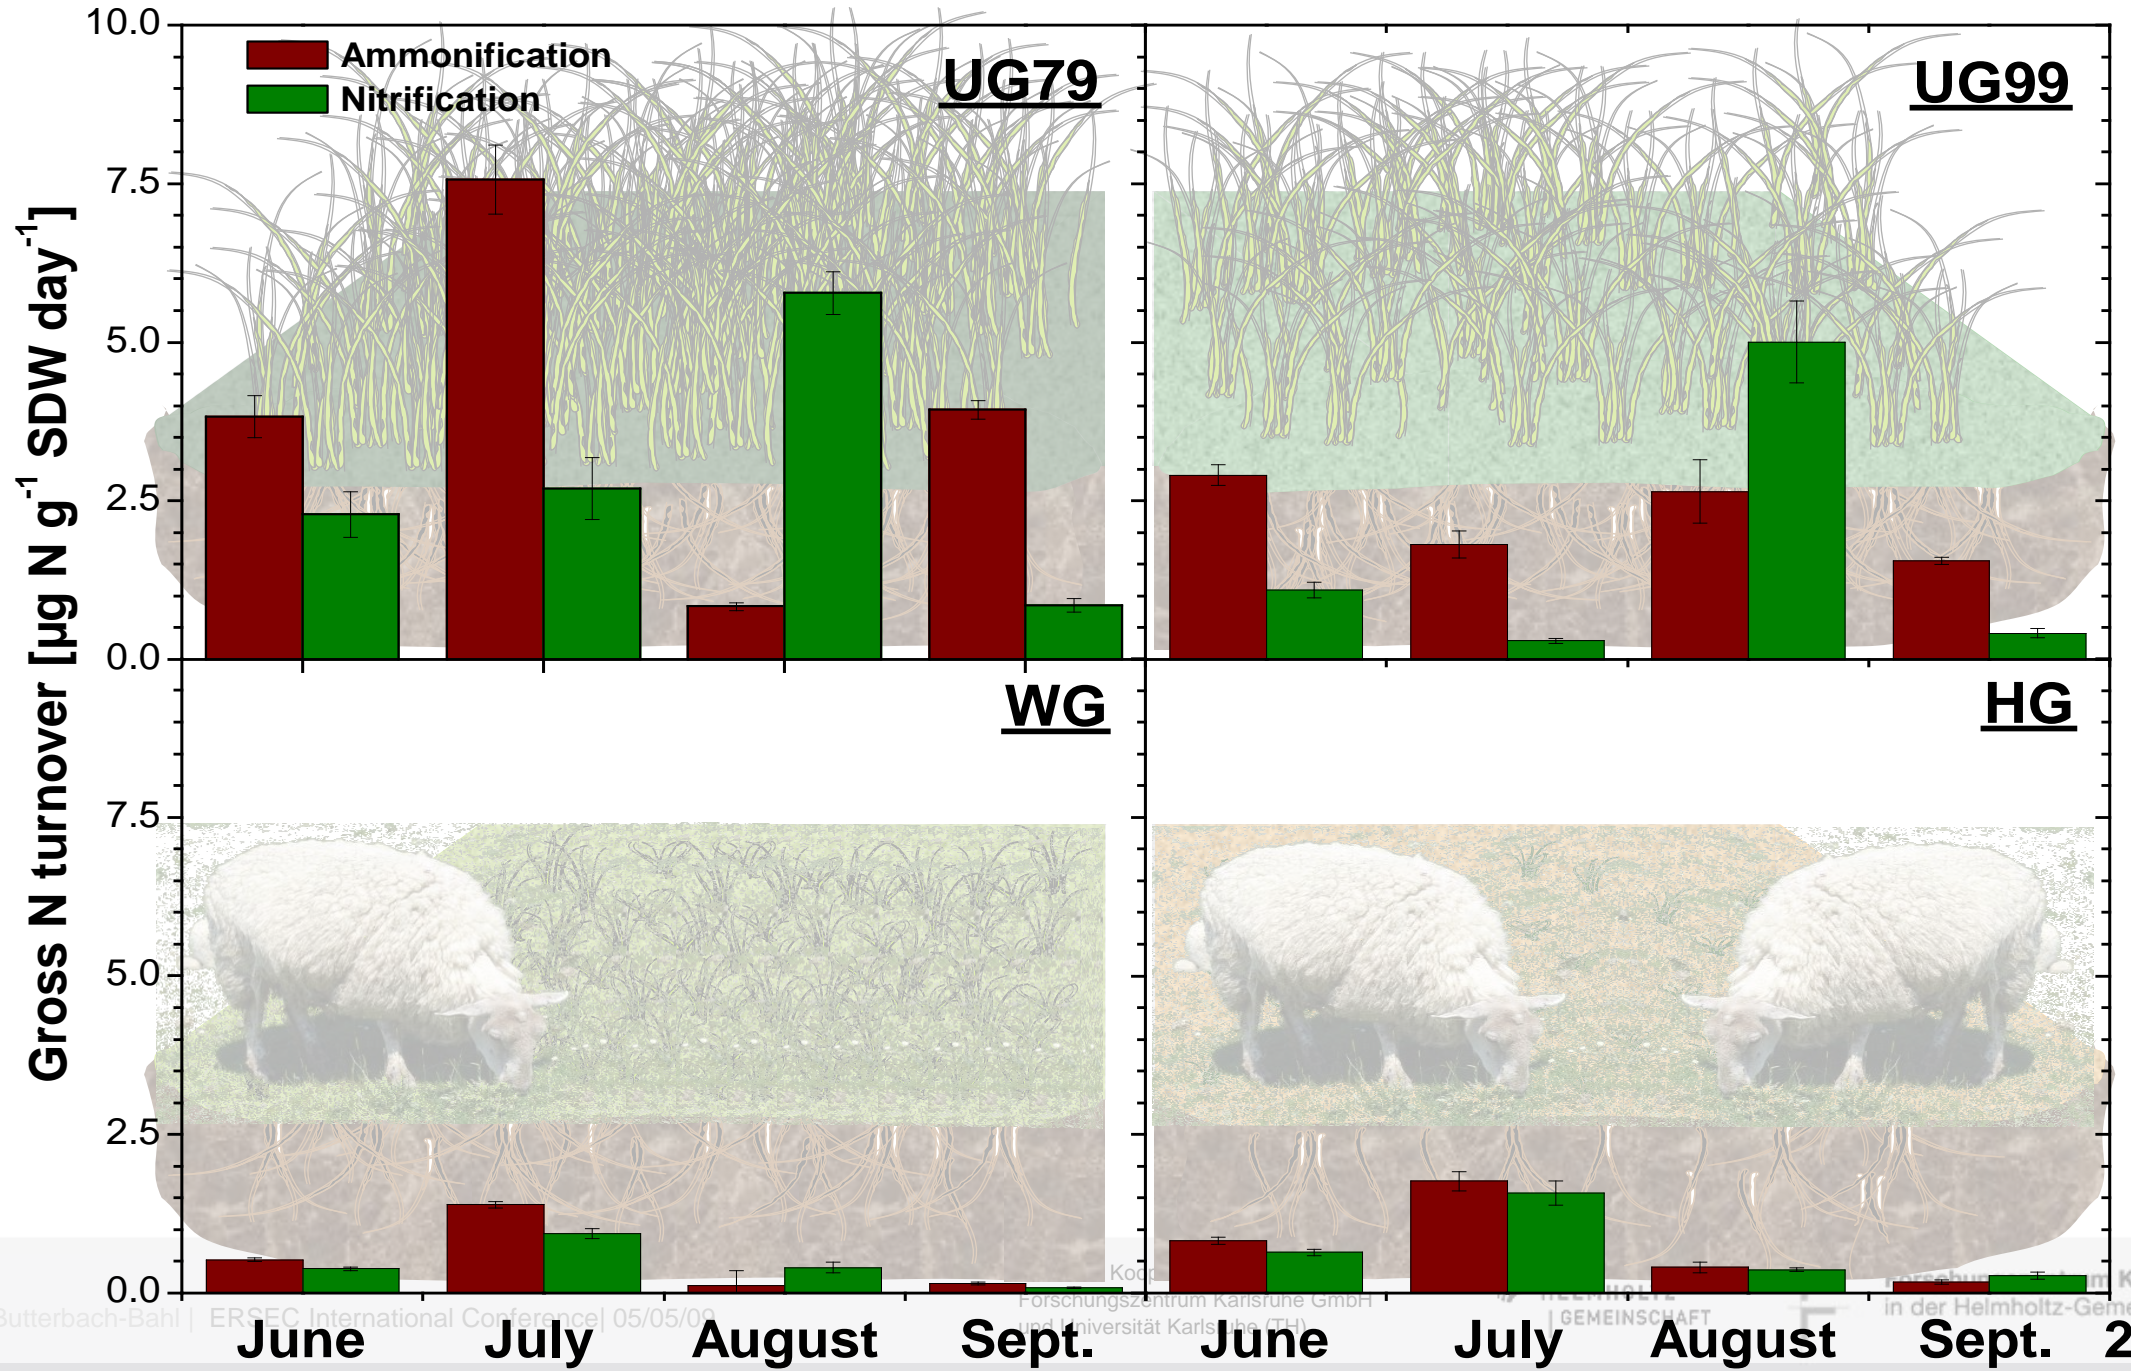 10.0
7.5
5.0
2.5
0.0
7.5
5.0
2.5
0.0
Gross N turnover [µg N g-1 SDW day-1]
Ammonification
Nitrification
UG79
UG99
WG
HG
Butterbach-Bahl | ERSEC International Conference| 05/05/09
Forschungszentrum Karlsruhe GmbH
und Universität Karlsruhe (TH)
GEMEINSCHAFT
in der Helmholtz-Geme
June July August Sept. June July August Sept. 2